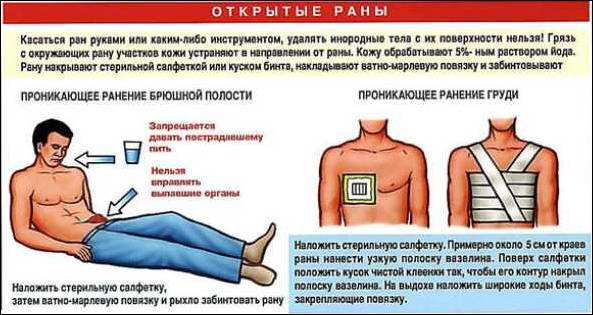 ОТКРЫТЫЕ РАНЫ
Касаться ран руками или каким-либо инструментом, удалять инородные тела с их поверхности нельзя! Грязь
с окружающих рану участков кожи устраняют в направлении от раны. Кожу обрабатывают 5%- ным раствором йода.
Рану накрывают стерильной салфеткой или куском бинта, накладывают ватно-марлевую повязку и забинтовывают
ПРОНИКАЮЩЕЕ РАНЕНИЕ БРЮШНОЙ ПОЛОСТИ
Запрещается
давать пострадавшему
пить
Нельзя
вправлять
выпавшие органы
Наложить стерильную салфетку,
затем ватно-марлевую повязку и рыхло забинтовать рану
ПРОНИКАЮЩЕЕ РАНЕНИЕ ГРУДИ
Наложить стерильную салфетку. Примерно около 5 см от краев
раны нанести узкую полоску вазелина. Поверх салфетки
положить кусок чистой клеенки так, чтобы его контур накрыл
полоску вазелина. На выдохе наложить широкие ходы бинта,
закрепляющие повязку.